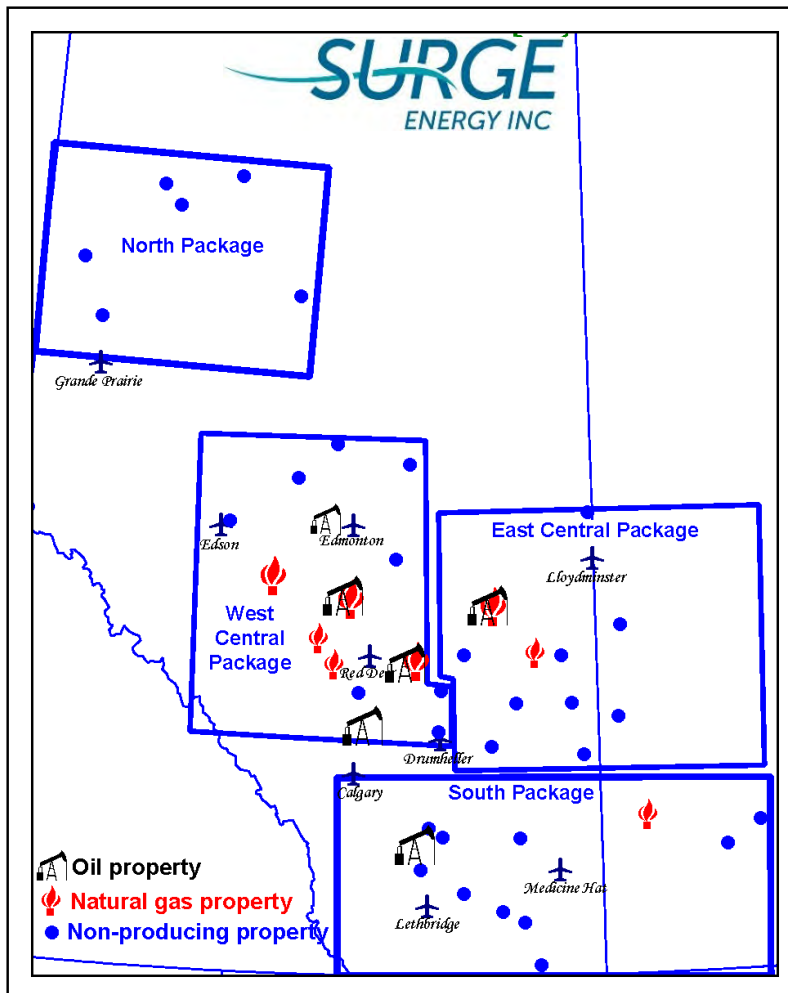 SURGE
ENERGY INC
North Package
Grande Prairie
East Central Package
Edson
Edmonton
Lloydminster
West
Central
Package
Red Deer
Drumheller
Calgary
South Package
Oil property
Medicine Hat
Natural gas property
Lethbridge
Non-producing property